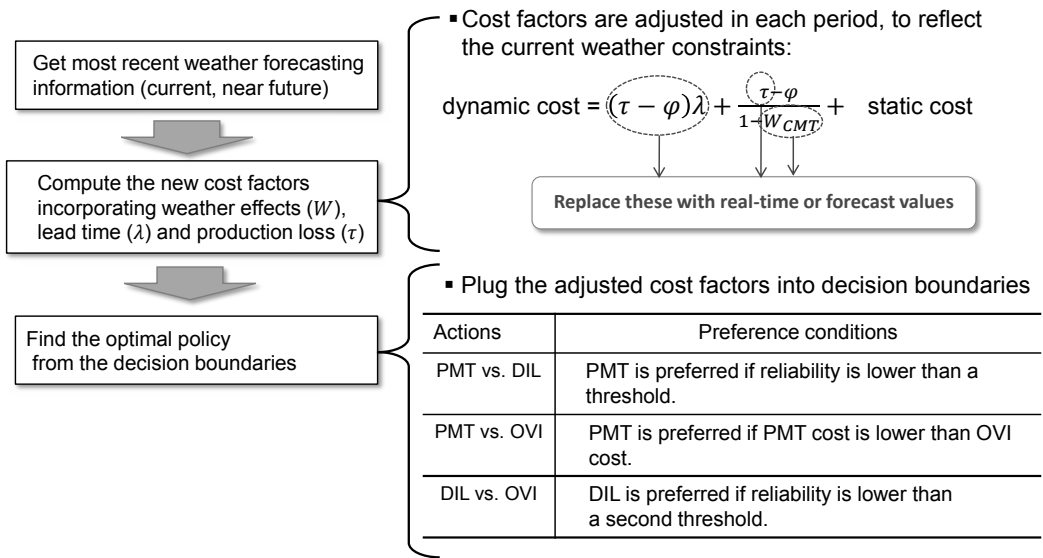 Get most recent weather forecasting
information (current, near future)
Compute the new cost factors
incorporating weather effects (W),
lead time (λ) and production loss (τ)
Find the optimal policy
from the decision boundaries
▪ Cost factors are adjusted in each period, to reflect
the current weather constraints:
dynamic cost = (τ − φ)λ + (τ−φ)/(1−W_CMT) + static cost
Replace these with real-time or forecast values
▪ Plug the adjusted cost factors into decision boundaries
Actions Preference conditions
PMT vs. DIL PMT is preferred if reliability is lower than a
threshold.
PMT vs. OVI PMT is preferred if PMT cost is lower than OVI
cost.
DIL vs. OVI DIL is preferred if reliability is lower than
a second threshold.